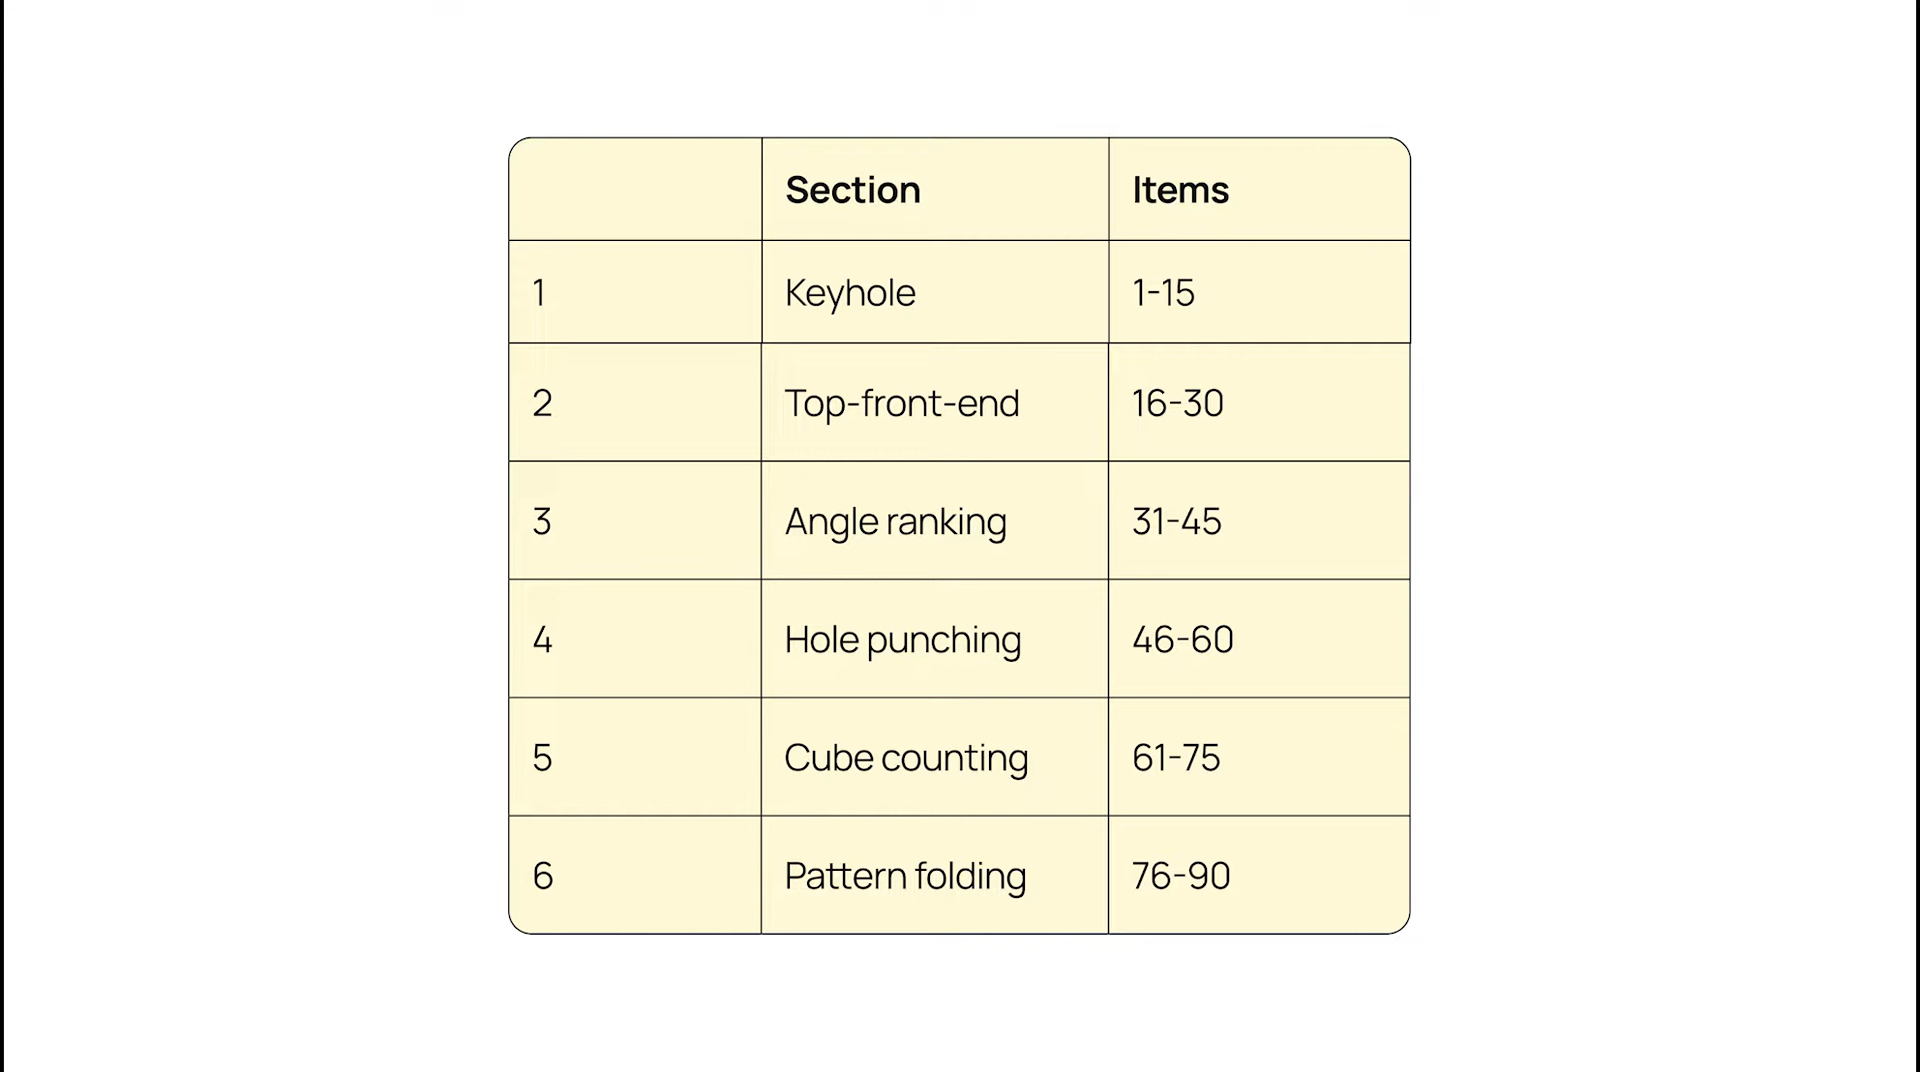 Section Items
1 Keyhole 1-15
2 Top-front-end 16-30
3 Angle ranking 31-45
4 Hole punching 46-60
5 Cube counting 61-75
6 Pattern folding 76-90